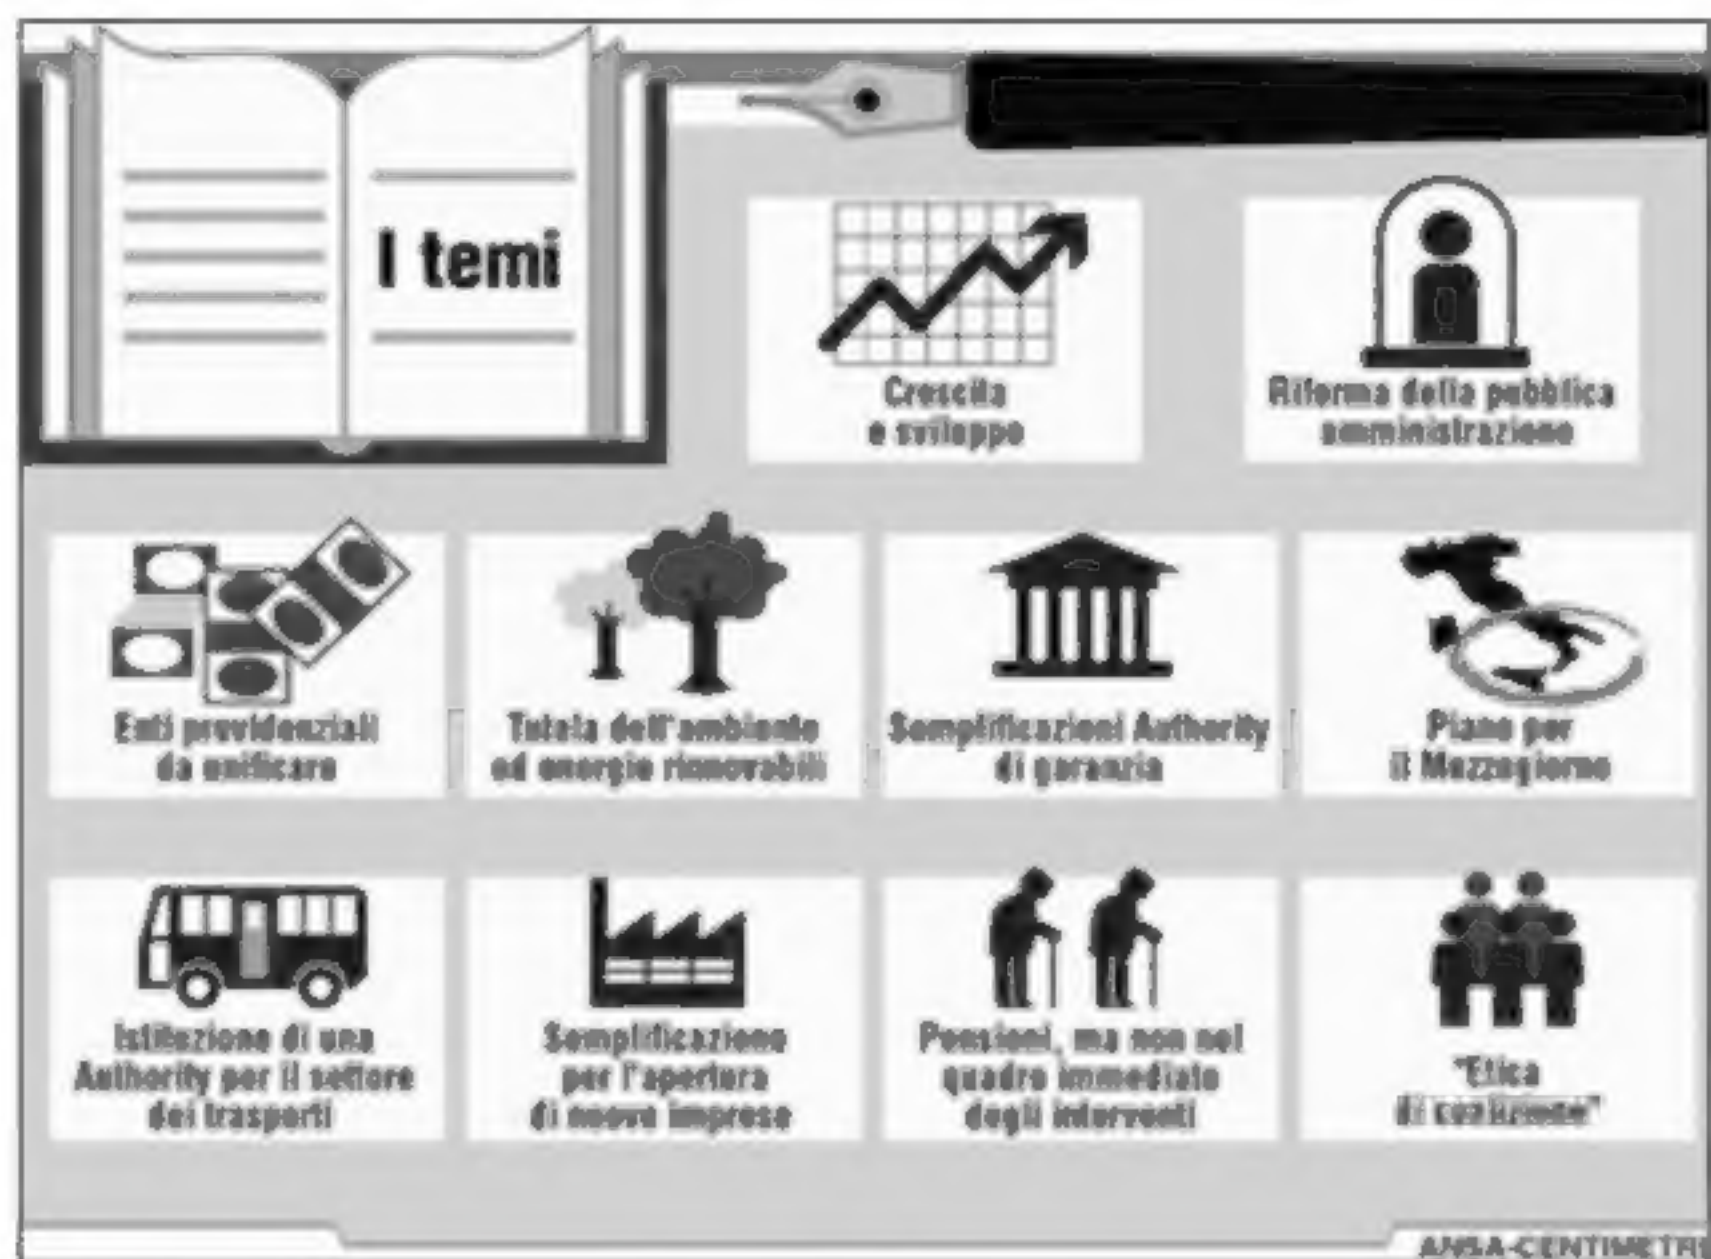 I temi
Crescita
e sviluppo
Riforma della pubblica
amministrazione
Enti previdenziali
da unificare
Tutela dell'ambiente
ed energie rinnovabili
Semplificazioni Authority
di garanzia
Piano per
il Mezzogiorno
Istituzione di una
Authority per il settore
dei trasporti
Semplificazione
per l'apertura
di nuove imprese
Pensioni, ma non nel
quadro immediato
degli interventi
"Etica
di coalizione"
ANSA-CENTIMETRI